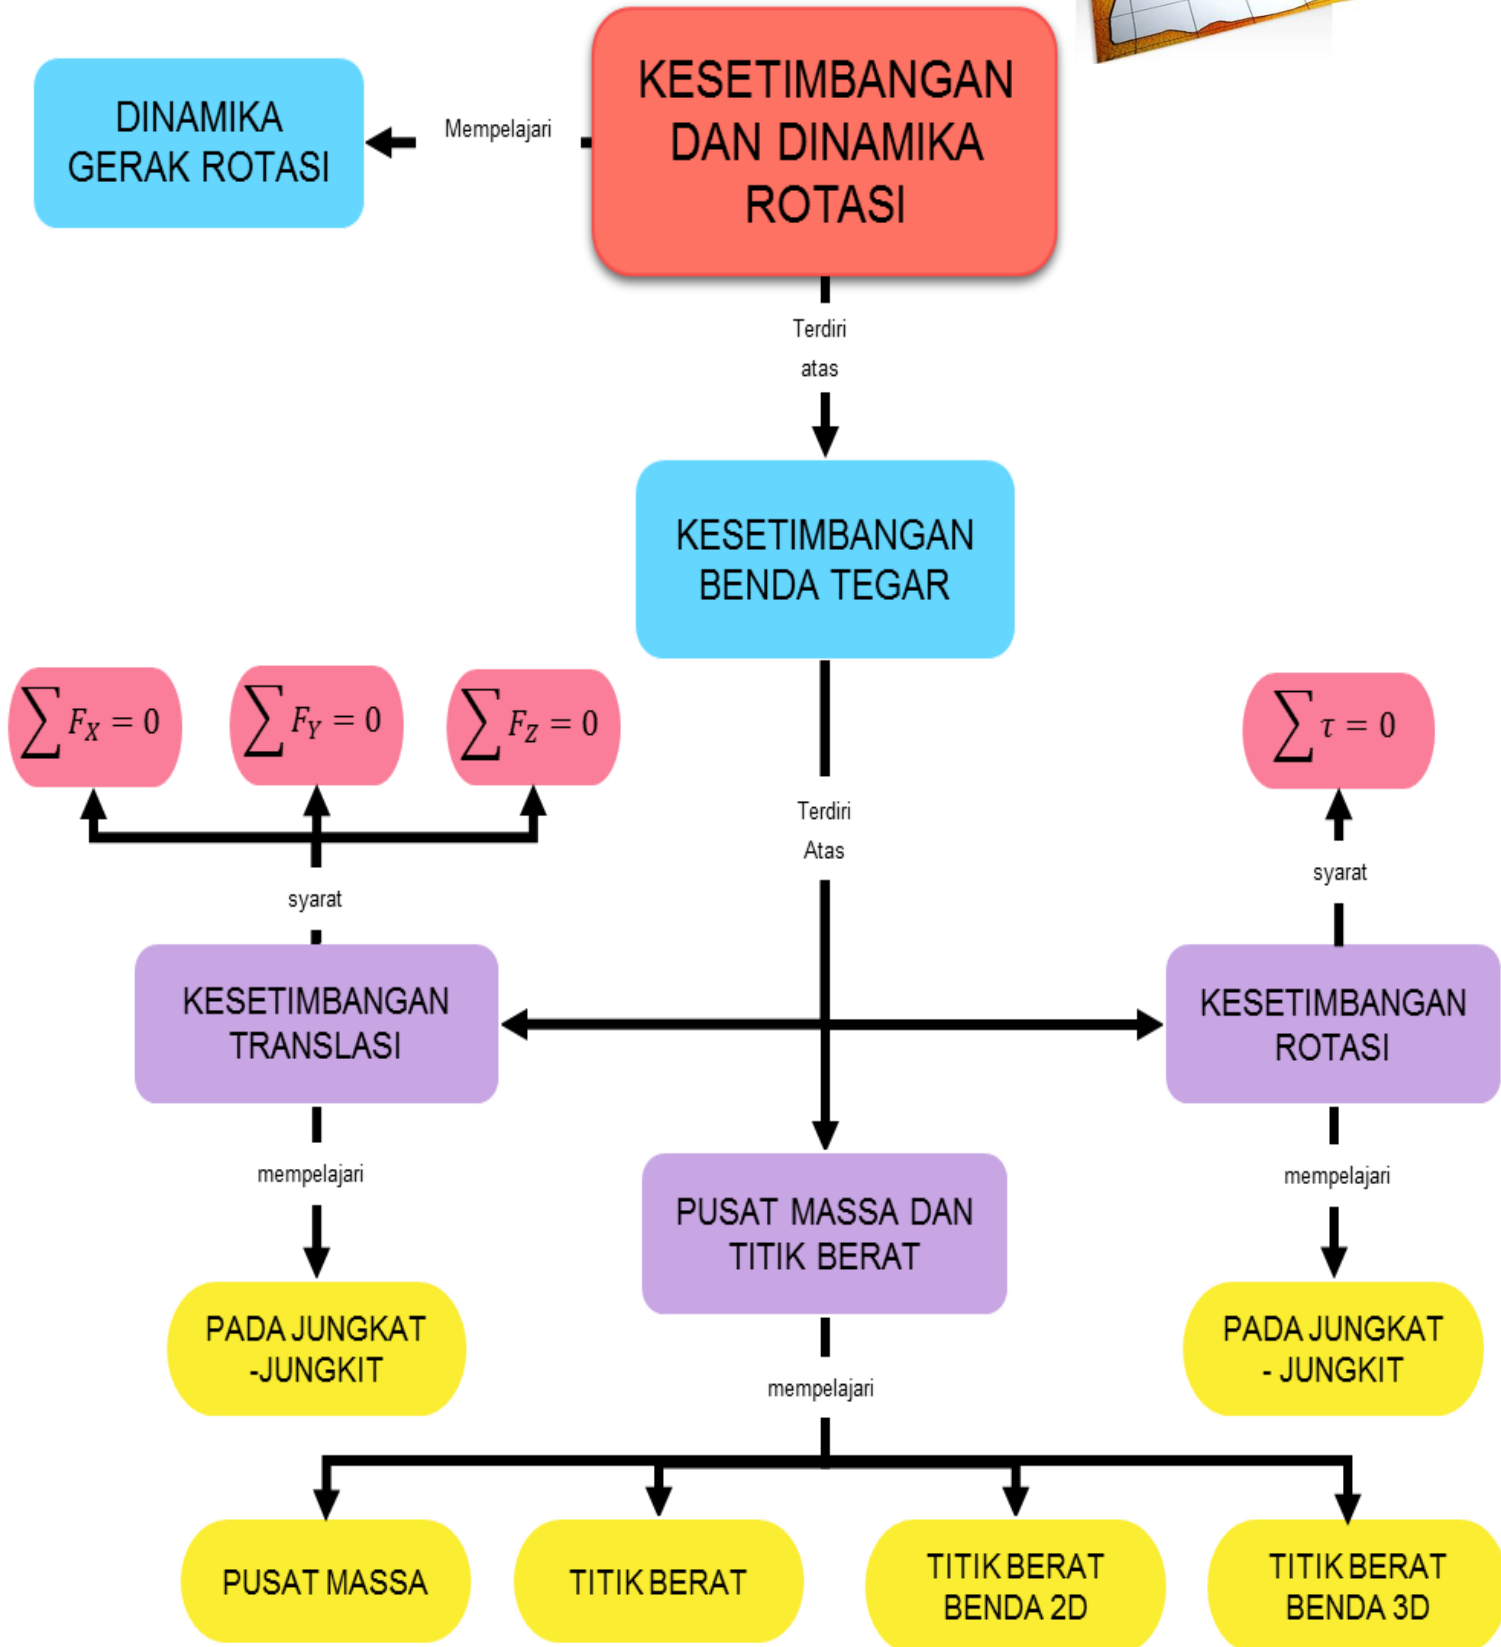 KESETIMBANGAN
DAN DINAMIKA
ROTASI
Mempelajari
DINAMIKA
GERAK ROTASI
Terdiri
atas
KESETIMBANGAN
BENDA TEGAR
∑ F_X = 0
∑ F_Y = 0
∑ F_Z = 0
∑ τ = 0
Terdiri
Atas
syarat
syarat
KESETIMBANGAN
TRANSLASI
KESETIMBANGAN
ROTASI
mempelajari
PUSAT MASSA DAN
TITIK BERAT
mempelajari
PADA JUNGKAT
-JUNGKIT
PADA JUNGKAT
- JUNGKIT
mempelajari
PUSAT MASSA
TITIK BERAT
TITIK BERAT
BENDA 2D
TITIK BERAT
BENDA 3D